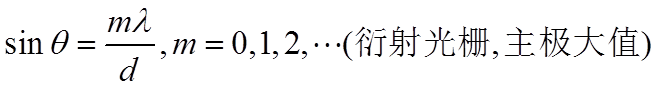 sin θ = mλ/d, m = 0,1,2,⋯(衍射光栅,主极大值)